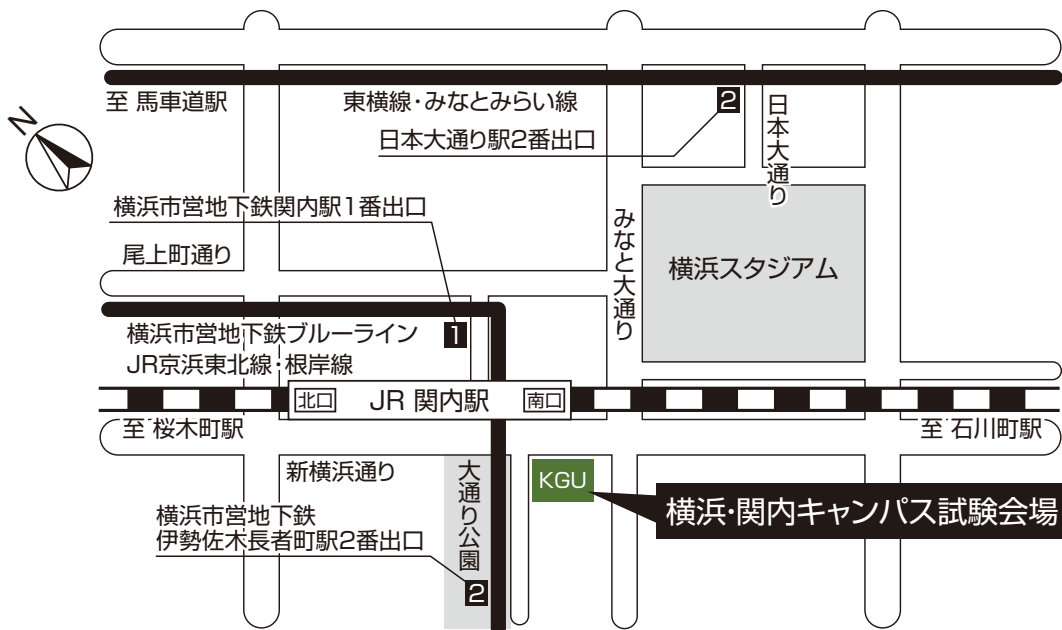 N
至 馬車道駅
東横線・みなとみらい線
2
日本大通り駅2番出口
日本大通り
横浜市営地下鉄関内駅1番出口
尾上町通り
みなと大通り
横浜スタジアム
横浜市営地下鉄ブルーライン
1
JR京浜東北線・根岸線
北口
JR 関内駅
南口
至 桜木町駅
至 石川町駅
新横浜通り
大通り公園
KGU
横浜・関内キャンパス試験会場
横浜市営地下鉄
伊勢佐木長者町駅2番出口
2